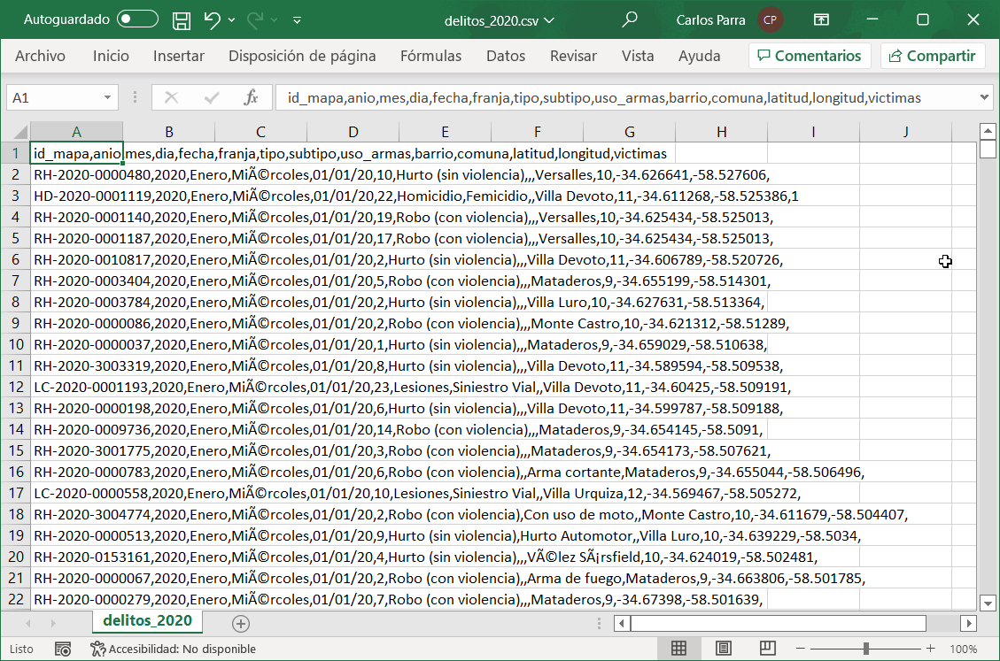 Autoguardado delitos_2020.csv Carlos Parra CP
Archivo Inicio Insertar Disposición de página Fórmulas Datos Revisar Vista Ayuda Comentarios Compartir
A1 fx id_mapa,anio,mes,dia,fecha,franja,tipo,subtipo,uso_armas,barrio,comuna,latitud,longitud,victimas
A B C D E F G H I J
1 id_mapa,anio,mes,dia,fecha,franja,tipo,subtipo,uso_armas,barrio,comuna,latitud,longitud,victimas
2 RH-2020-0000480,2020,Enero,MiÃ©rcoles,01/01/20,10,Hurto (sin violencia),,,Versalles,10,-34.626641,-58.527606,
3 HD-2020-0001119,2020,Enero,MiÃ©rcoles,01/01/20,22,Homicidio,Femicidio,,Villa Devoto,11,-34.611268,-58.525386,1
4 RH-2020-0001140,2020,Enero,MiÃ©rcoles,01/01/20,19,Robo (con violencia),,,Versalles,10,-34.625434,-58.525013,
5 RH-2020-0001187,2020,Enero,MiÃ©rcoles,01/01/20,17,Robo (con violencia),,,Versalles,10,-34.625434,-58.525013,
6 RH-2020-0010817,2020,Enero,MiÃ©rcoles,01/01/20,2,Hurto (sin violencia),,,Villa Devoto,11,-34.606789,-58.520726,
7 RH-2020-0003404,2020,Enero,MiÃ©rcoles,01/01/20,5,Robo (con violencia),,,Mataderos,9,-34.655199,-58.514301,
8 RH-2020-0003784,2020,Enero,MiÃ©rcoles,01/01/20,2,Hurto (sin violencia),,,Villa Luro,10,-34.627631,-58.513364,
9 RH-2020-0000086,2020,Enero,MiÃ©rcoles,01/01/20,2,Robo (con violencia),,,Monte Castro,10,-34.621312,-58.51289,
10 RH-2020-0000037,2020,Enero,MiÃ©rcoles,01/01/20,1,Hurto (sin violencia),,,Mataderos,9,-34.659029,-58.510638,
11 RH-2020-3003319,2020,Enero,MiÃ©rcoles,01/01/20,8,Hurto (sin violencia),,,Villa Devoto,11,-34.589594,-58.509538,
12 LC-2020-0001193,2020,Enero,MiÃ©rcoles,01/01/20,23,Lesiones,Siniestro Vial,,Villa Devoto,11,-34.60425,-58.509191,
13 RH-2020-0000198,2020,Enero,MiÃ©rcoles,01/01/20,6,Hurto (sin violencia),,,Villa Devoto,11,-34.599787,-58.509188,
14 RH-2020-0009736,2020,Enero,MiÃ©rcoles,01/01/20,14,Robo (con violencia),,,Mataderos,9,-34.654145,-58.5091,
15 RH-2020-3001775,2020,Enero,MiÃ©rcoles,01/01/20,3,Robo (con violencia),,,Mataderos,9,-34.654173,-58.507621,
16 RH-2020-0000783,2020,Enero,MiÃ©rcoles,01/01/20,6,Robo (con violencia),,Arma cortante,Mataderos,9,-34.655044,-58.506496,
17 LC-2020-0000558,2020,Enero,MiÃ©rcoles,01/01/20,10,Lesiones,Siniestro Vial,,Villa Urquiza,12,-34.569467,-58.505272,
18 RH-2020-3004774,2020,Enero,MiÃ©rcoles,01/01/20,2,Robo (con violencia),Con uso de moto,,Monte Castro,10,-34.611679,-58.504407,
19 RH-2020-0000513,2020,Enero,MiÃ©rcoles,01/01/20,9,Hurto (sin violencia),Hurto Automotor,,Villa Luro,10,-34.639229,-58.5034,
20 RH-2020-0153161,2020,Enero,MiÃ©rcoles,01/01/20,4,Hurto (sin violencia),,,VÃ©lez SÃ¡rsfield,10,-34.624019,-58.502481,
21 RH-2020-0000067,2020,Enero,MiÃ©rcoles,01/01/20,2,Robo (con violencia),,Arma de fuego,Mataderos,9,-34.663806,-58.501785,
22 RH-2020-0000279,2020,Enero,MiÃ©rcoles,01/01/20,7,Robo (con violencia),,,Mataderos,9,-34.67398,-58.501639,
delitos_2020
Listo Accesibilidad: No disponible 100%